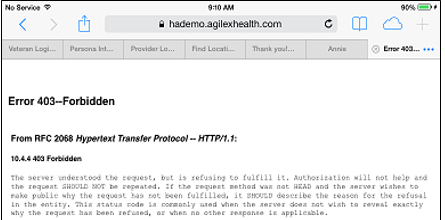 No Service 9:10 AM 90%
hademo.agilexhealth.com
Veteran Logi... Persona Int... Provider Lo... Find Locati... Thank you!... Annie Error 403...
Error 403--Forbidden
From RFC 2068 Hypertext Transfer Protocol -- HTTP/1.1:
10.4.4 403 Forbidden
The server understood the request, but is refusing to fulfill it. Authorization will not help and
the request SHOULD NOT be repeated. If the request method was not HEAD and the server wishes to
make public why the request has not been fulfilled, it SHOULD describe the reason for the refusal
in the entity. This status code is commonly used when the server does not wish to reveal exactly
why the request has been refused, or when no other response is applicable.